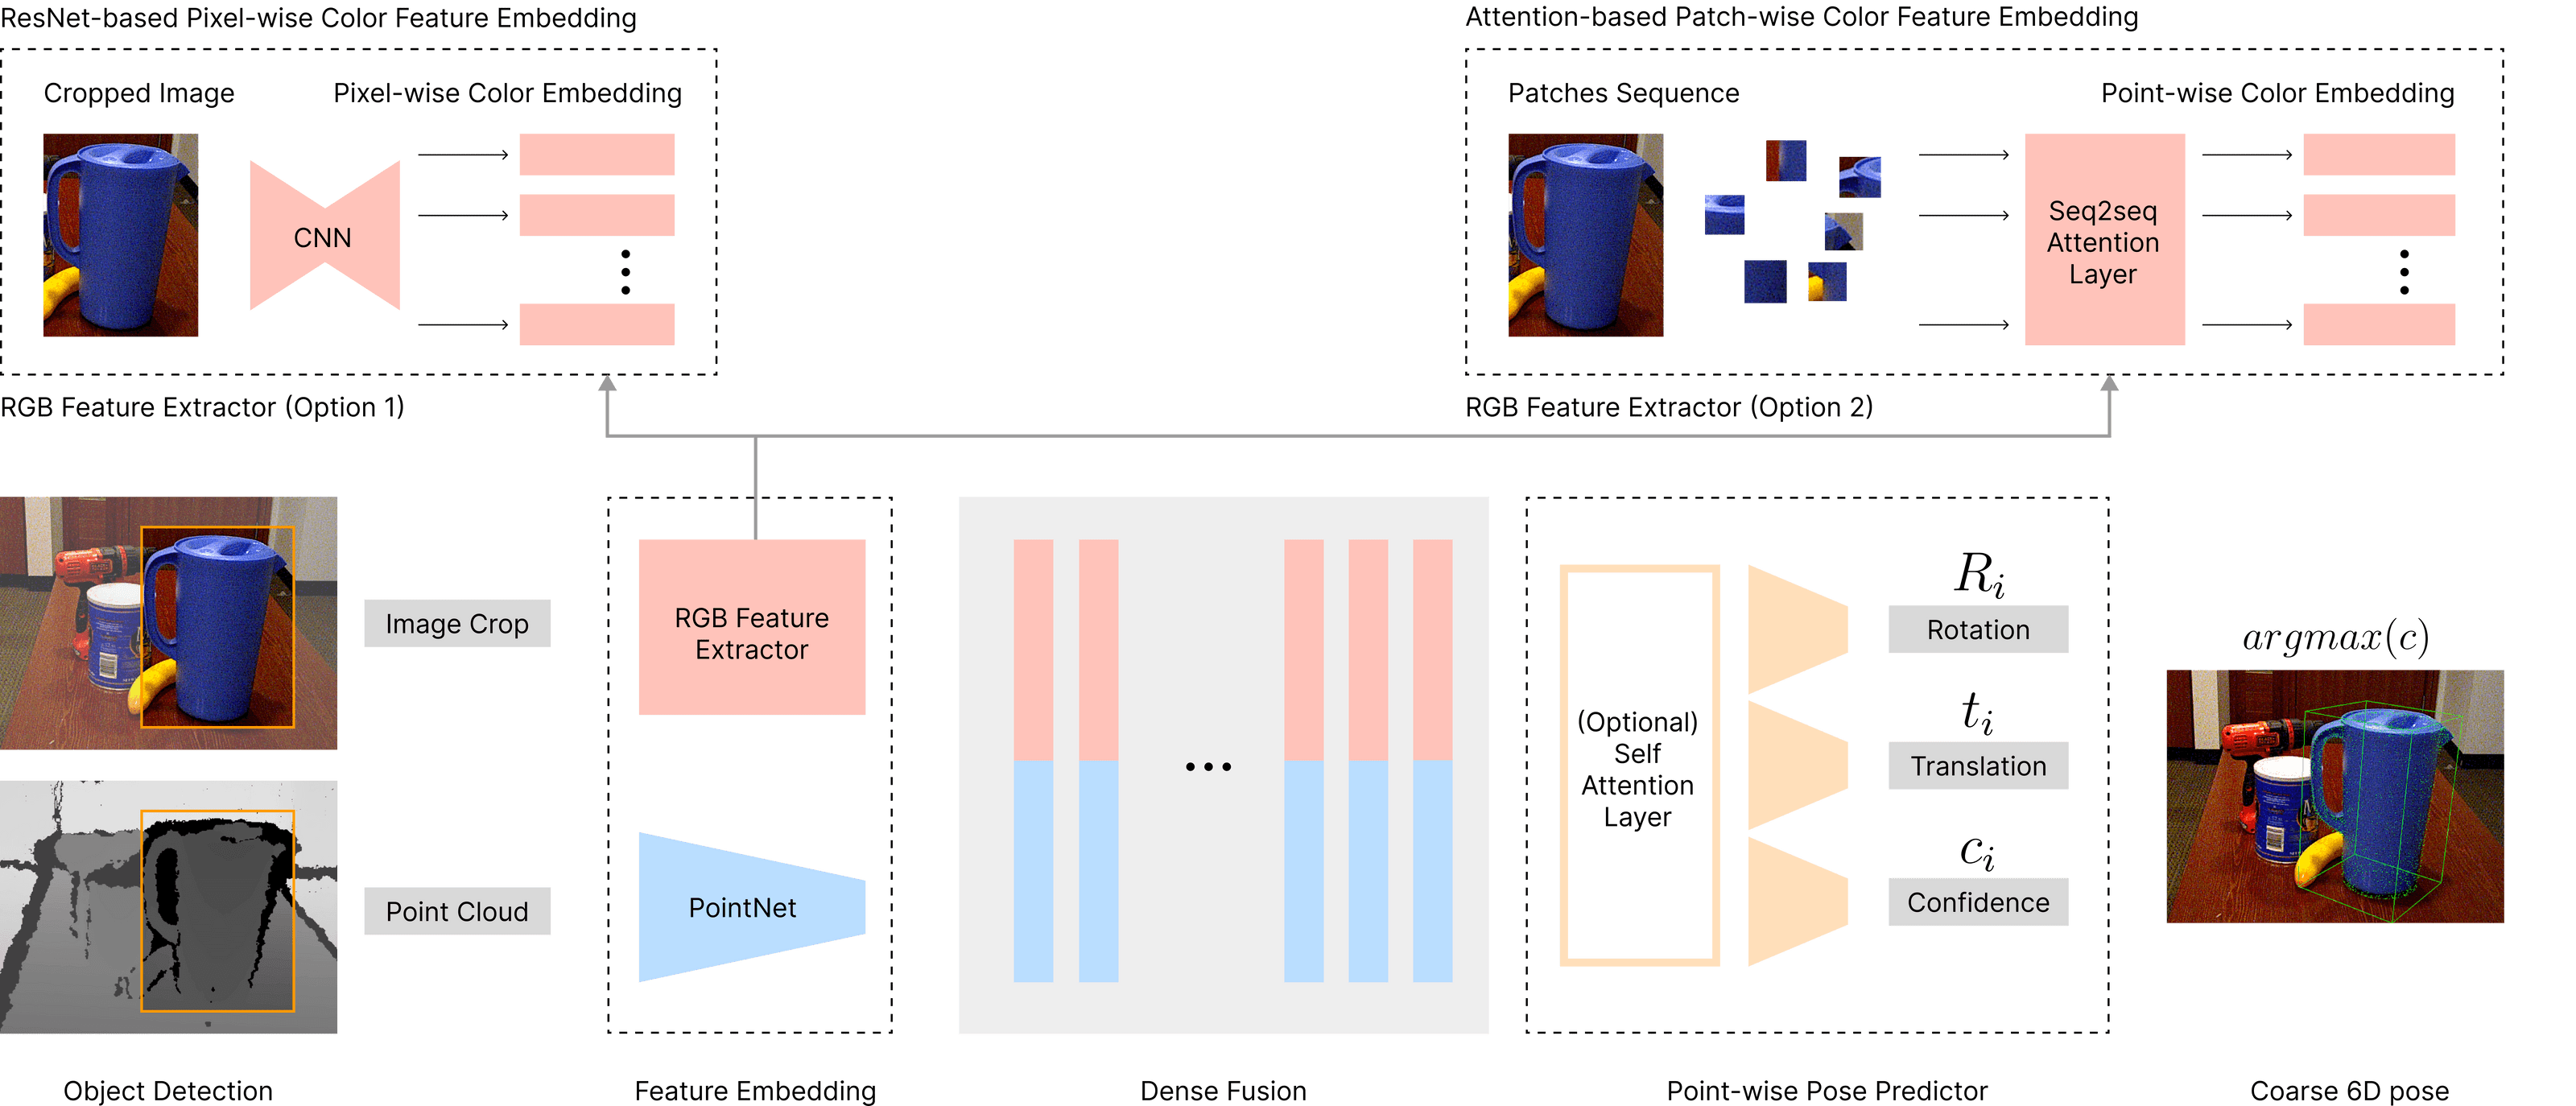 ResNet-based Pixel-wise Color Feature Embedding
Attention-based Patch-wise Color Feature Embedding
Cropped Image
Pixel-wise Color Embedding
CNN
RGB Feature Extractor (Option 1)
Patches Sequence
Point-wise Color Embedding
Seq2seq
Attention
Layer
RGB Feature Extractor (Option 2)
Image Crop
Point Cloud
RGB Feature
Extractor
PointNet
(Optional)
Self
Attention
Layer
R_i
Rotation
t_i
Translation
c_i
Confidence
argmax(c)
Object Detection
Feature Embedding
Dense Fusion
Point-wise Pose Predictor
Coarse 6D pose